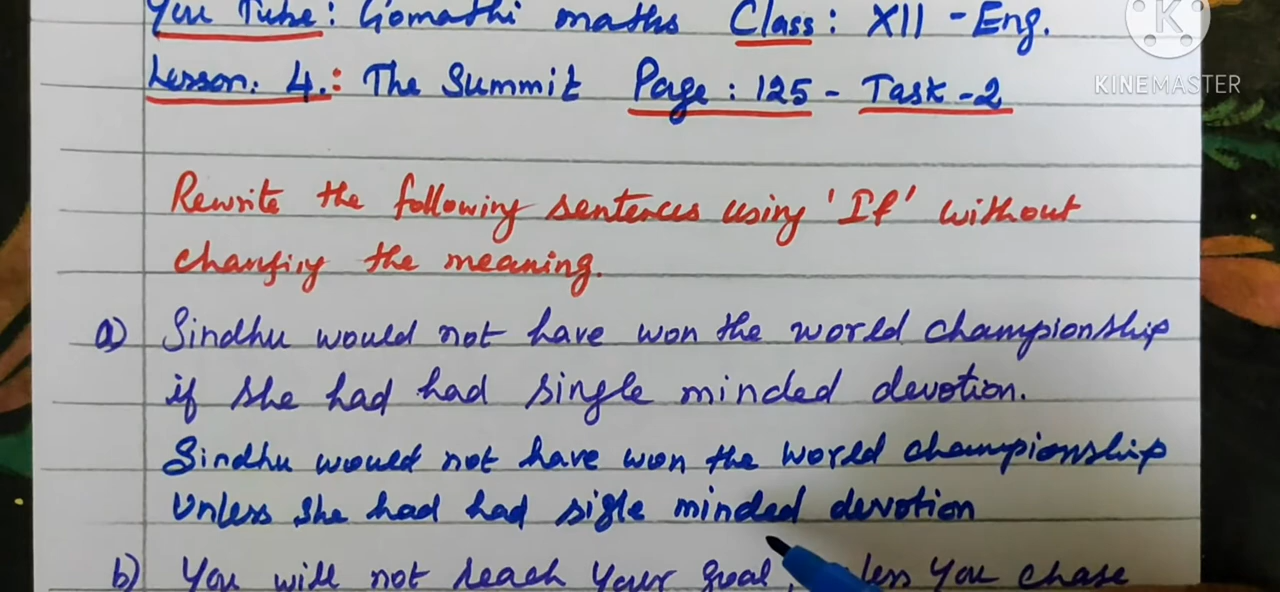 You Tube: Gomathi maths Class: XII - Eng.
K
KINEMASTER
Lesson. 4.: The Summit Page: 125 - Task-2
Rewrite the following sentences using 'If' without
changing the meaning.
a) Sindhu would not have won the world championship
if she had had single minded devotion.
Sindhu would not have won the world championship
Unless she had had sigle minded devotion
b) You will not reach your goal, you chase